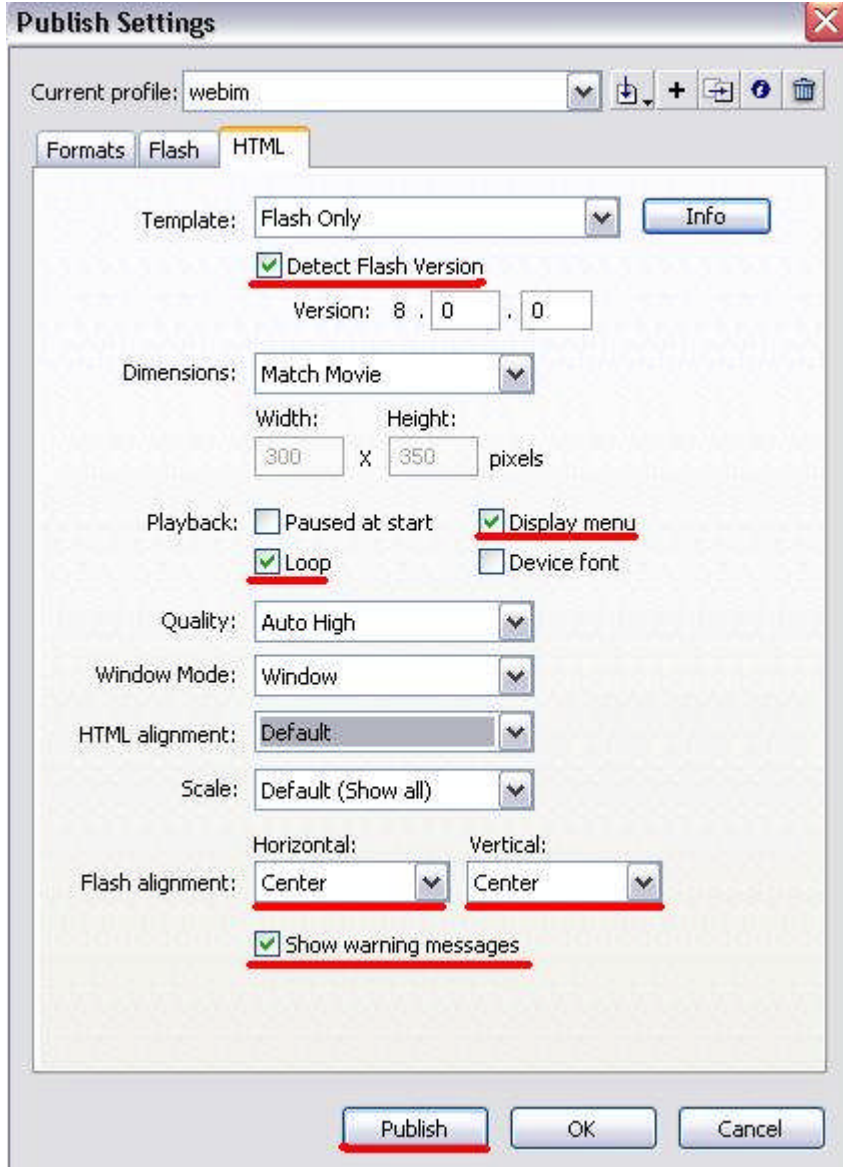 Publish Settings
Current profile: webim
Formats Flash HTML
Template: Flash Only Info
Detect Flash Version
Version: 8 . 0 . 0
Dimensions: Match Movie
Width: Height:
300 X 350 pixels
Playback: Paused at start Display menu
Loop Device font
Quality: Auto High
Window Mode: Window
HTML alignment: Default
Scale: Default (Show all)
Horizontal: Vertical:
Flash alignment: Center Center
Show warning messages
Publish OK Cancel